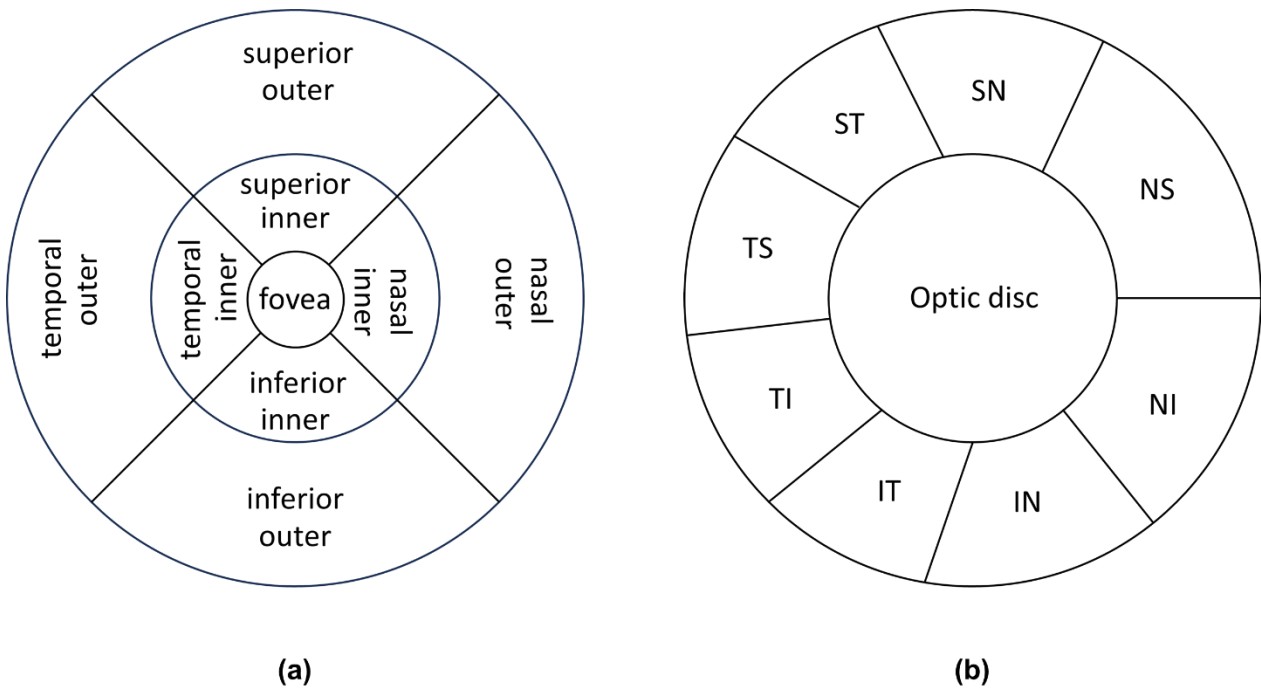 superior
outer
superior
inner
temporal
outer
temporal
inner
fovea
nasal
inner
nasal
outer
inferior
inner
inferior
outer
(a)
SN
ST
NS
TS
Optic disc
TI
NI
IT
IN
(b)